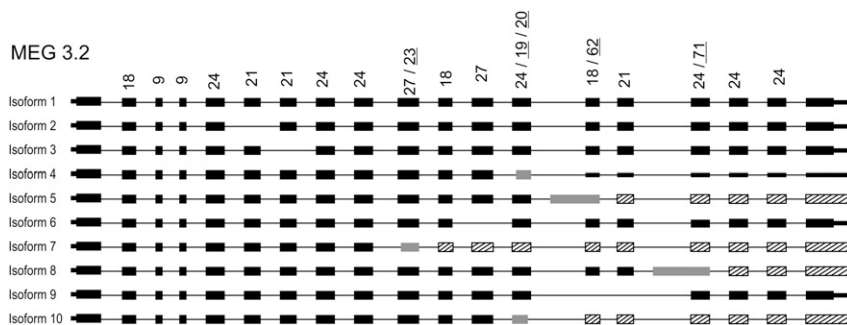 MEG 3.2
18 9 9 24 21 21 24 24 27 / 23 18 27 24 / 19 / 20 18 / 62 21 24 / 71 24 24
Isoform 1
Isoform 2
Isoform 3
Isoform 4
Isoform 5
Isoform 6
Isoform 7
Isoform 8
Isoform 9
Isoform 10